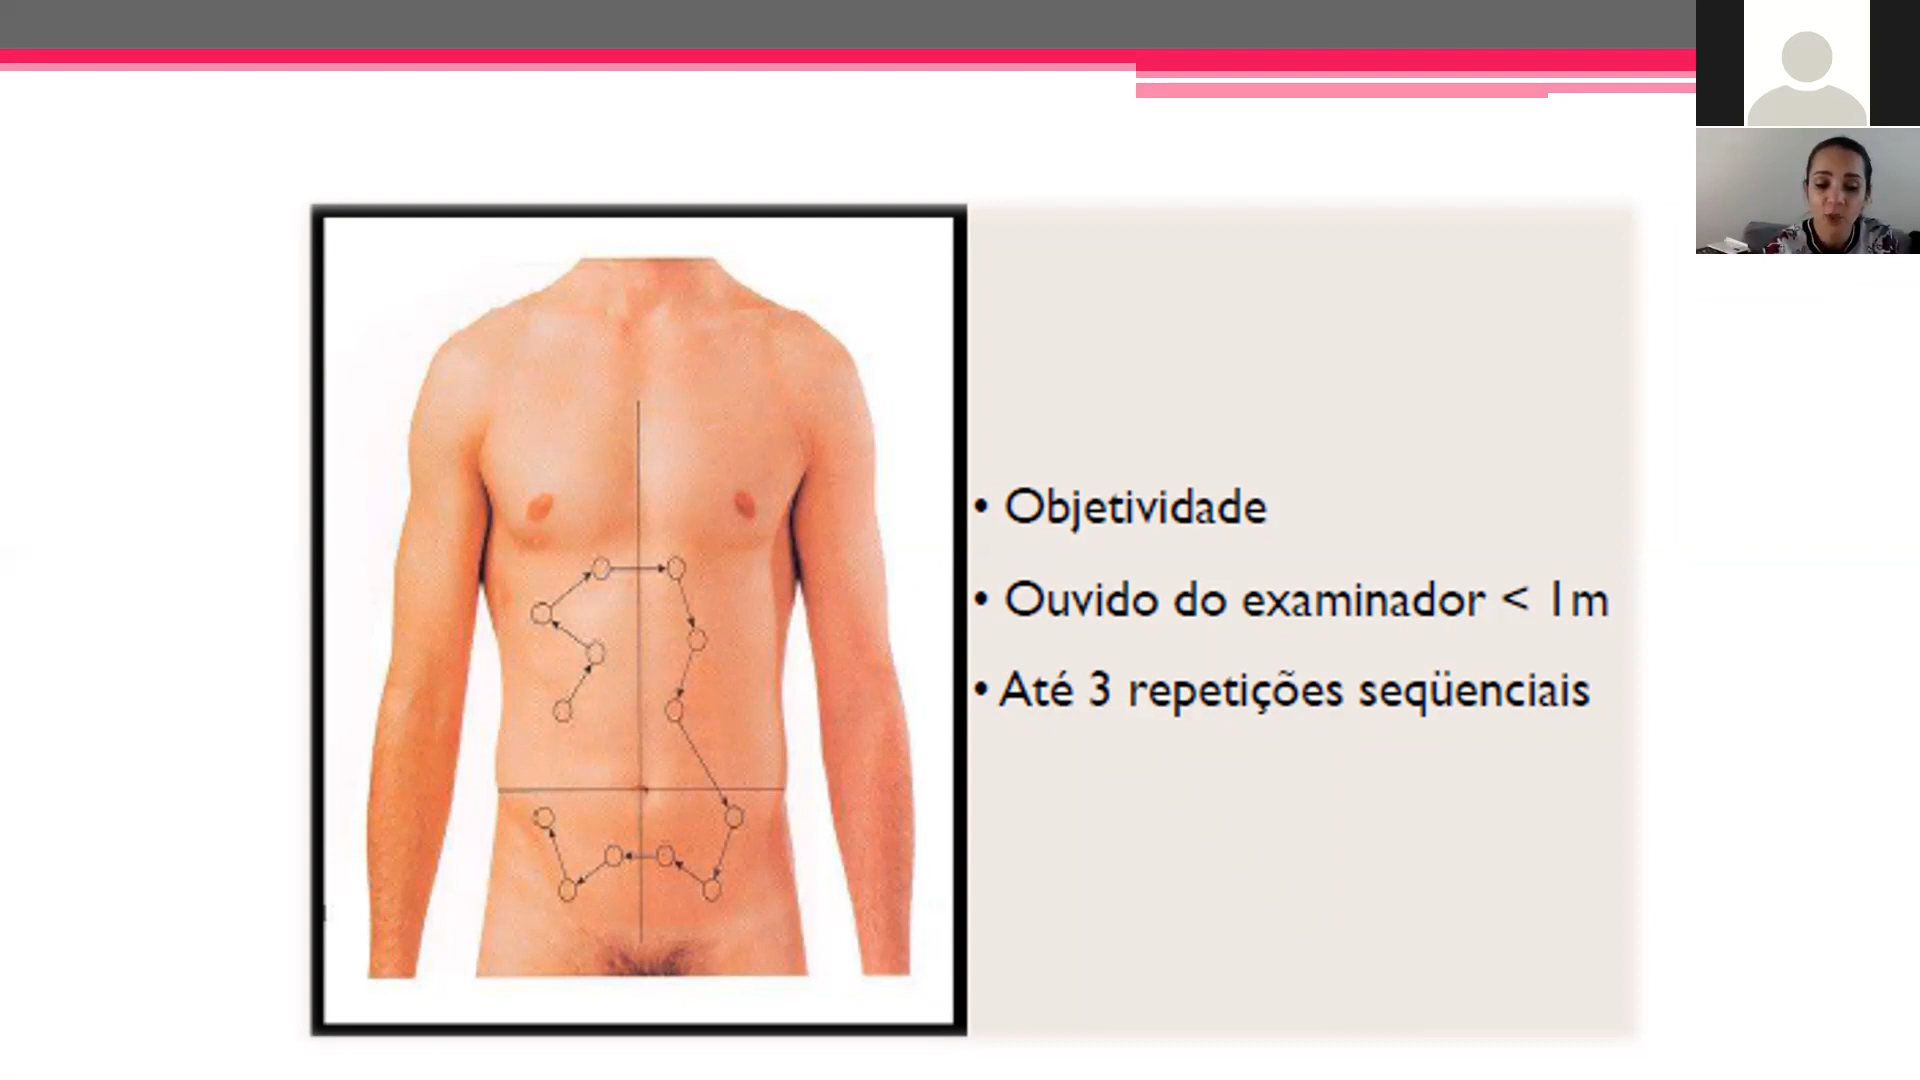 • Objetividade
• Ouvido do examinador < 1m
• Até 3 repetições seqüenciais